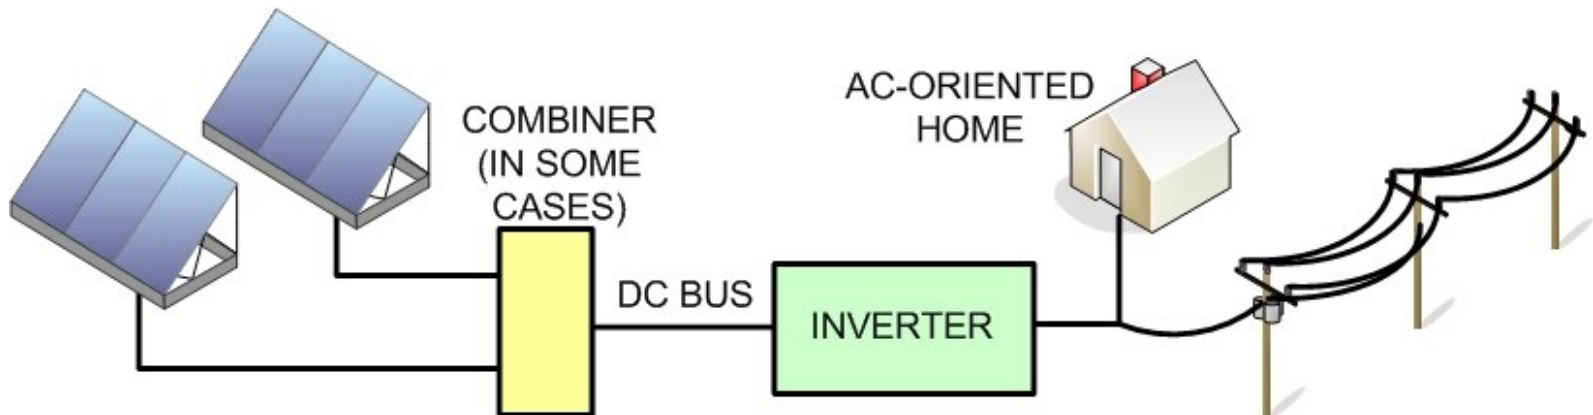 COMBINER
(IN SOME
CASES)
DC BUS
INVERTER
AC-ORIENTED
HOME